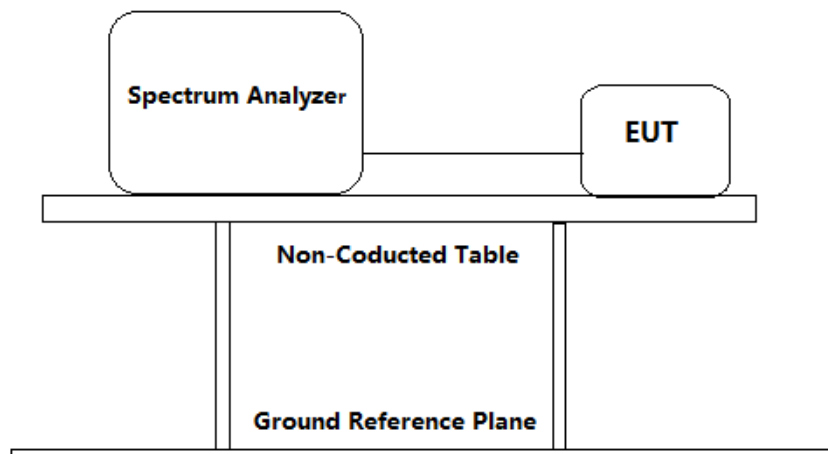 Spectrum Analyzer
EUT
Non-Coducted Table
Ground Reference Plane